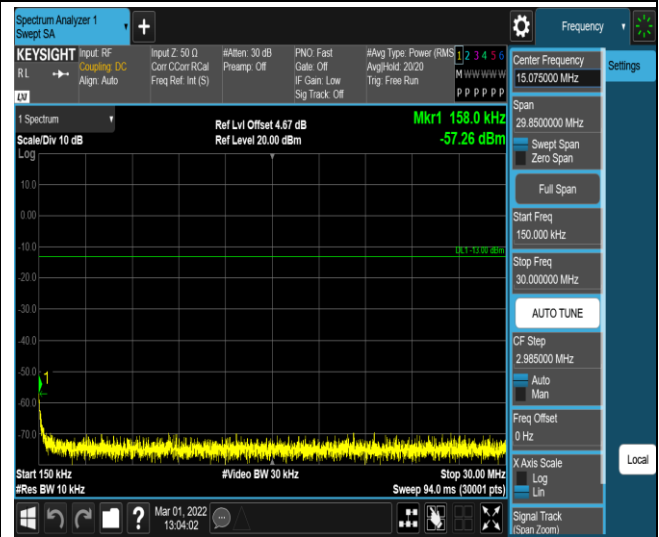 Spectrum Analyzer 1
Swept SA
+
Frequency
KEYSIGHT
RL
LXI
Input: RF
Coupling: DC
Align: Auto
Input Z: 50 Ω
Corr CCorr RCal
Freq Ref: Int (S)
#Atten: 30 dB
Preamp: Off
PNO: Fast
Gate: Off
IF Gain: Low
Sig Track: Off
#Avg Type: Power (RMS
Avg|Hold: 20/20
Trig: Free Run
1 2 3 4 5 6
M W W W W W
P P P P P P
1 Spectrum
Scale/Div 10 dB
Log
Ref Lvl Offset 4.67 dB
Ref Level 20.00 dBm
Mkr1 158.0 kHz
-57.26 dBm
10.0
0.00
-10.0
DL1 -13.00 dBm
-20.0
-30.0
-40.0
-50.0
1
-60.0
-70.0
Start 150 kHz
#Res BW 10 kHz
#Video BW 30 kHz
Stop 30.00 MHz
Sweep 94.0 ms (30001 pts)
?
Mar 01, 2022
13:04:02
Center Frequency
15.075000 MHz
Settings
Span
29.8500000 MHz
Swept Span
Zero Span
Full Span
Start Freq
150.000 kHz
Stop Freq
30.000000 MHz
AUTO TUNE
CF Step
2.985000 MHz
Auto
Man
Freq Offset
0 Hz
X Axis Scale
Log
Lin
Local
Signal Track
(Span Zoom)